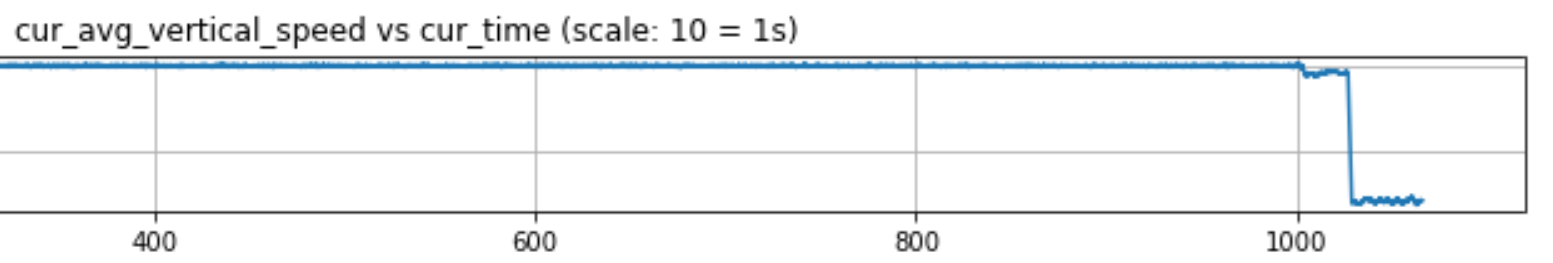 cur_avg_vertical_speed vs cur_time (scale: 10 = 1s)
400 600 800 1000